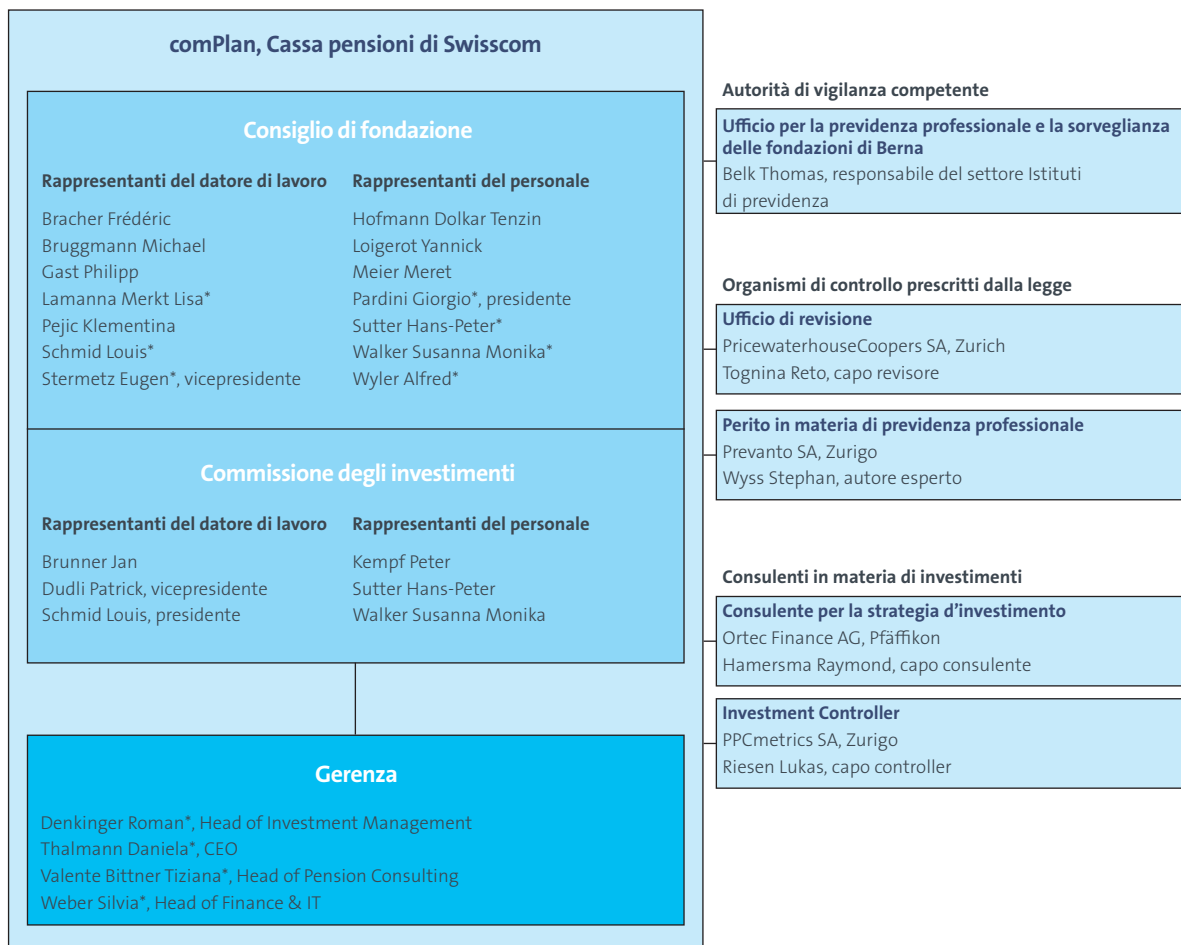 comPlan, Cassa pensioni di Swisscom
Consiglio di fondazione
Rappresentanti del datore di lavoro
Bracher Frédéric
Bruggmann Michael
Gast Philipp
Lamanna Merkt Lisa*
Pejic Klementina
Schmid Louis*
Stermetz Eugen*, vicepresidente
Rappresentanti del personale
Hofmann Dolkar Tenzin
Loigerot Yannick
Meier Meret
Pardini Giorgio*, presidente
Sutter Hans-Peter*
Walker Susanna Monika*
Wyler Alfred*
Commissione degli investimenti
Rappresentanti del datore di lavoro
Brunner Jan
Dudli Patrick, vicepresidente
Schmid Louis, presidente
Rappresentanti del personale
Kempf Peter
Sutter Hans-Peter
Walker Susanna Monika
Gerenza
Denkinger Roman*, Head of Investment Management
Thalmann Daniela*, CEO
Valente Bittner Tiziana*, Head of Pension Consulting
Weber Silvia*, Head of Finance & IT
Autorità di vigilanza competente
Ufficio per la previdenza professionale e la sorveglianza
delle fondazioni di Berna
Belk Thomas, responsabile del settore Istituti
di previdenza
Organismi di controllo prescritti dalla legge
Ufficio di revisione
PricewaterhouseCoopers SA, Zurich
Tognina Reto, capo revisore
Perito in materia di previdenza professionale
Prevanto SA, Zurigo
Wyss Stephan, autore esperto
Consulenti in materia di investimenti
Consulente per la strategia d’investimento
Ortec Finance AG, Pfäffikon
Hamersma Raymond, capo consulente
Investment Controller
PPCmetrics SA, Zurigo
Riesen Lukas, capo controller